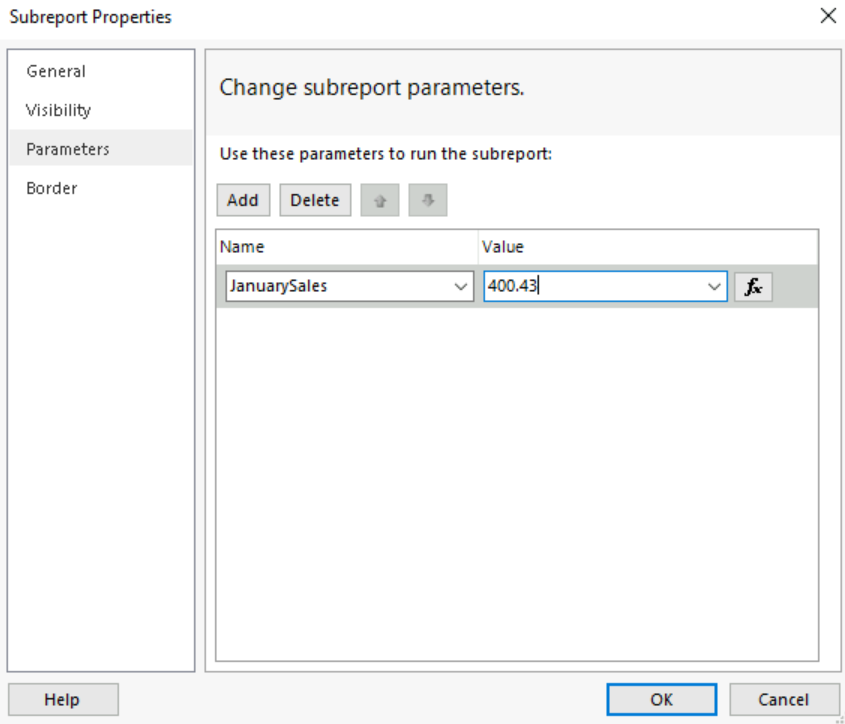 Subreport Properties
General
Visibility
Parameters
Border
Change subreport parameters.
Use these parameters to run the subreport:
Add Delete
Name Value
JanuarySales 400.43 fx
Help OK Cancel